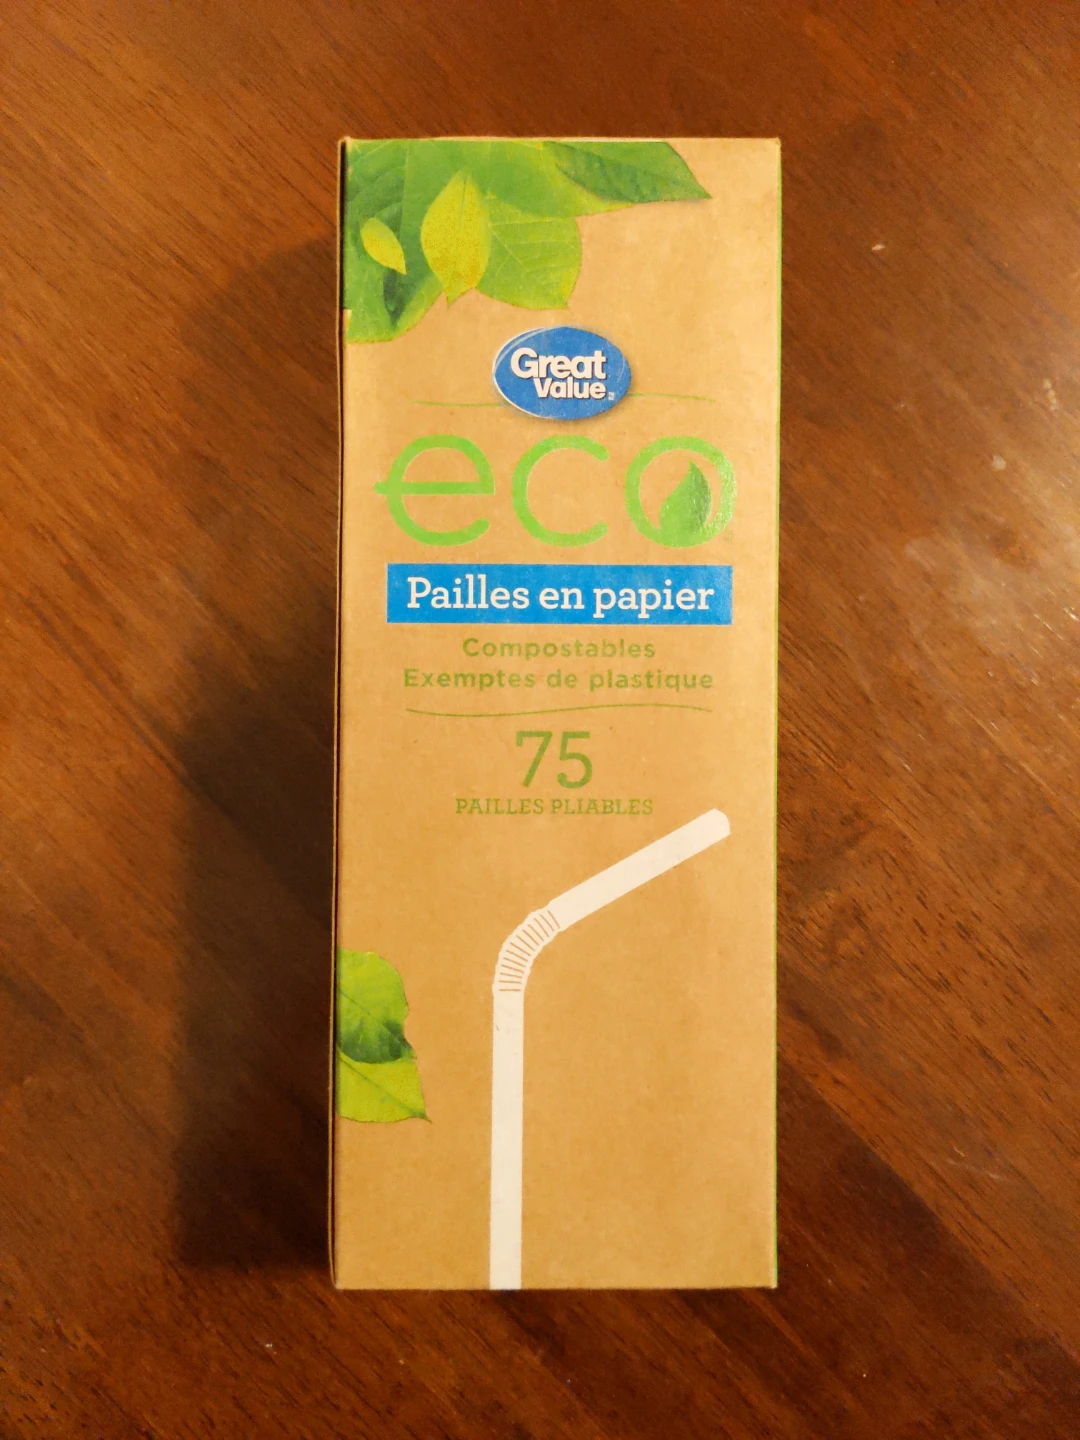 Great
Value
eco
Pailles en papier
Compostables
Exemptes de plastique
75
PAILLES PLIABLES